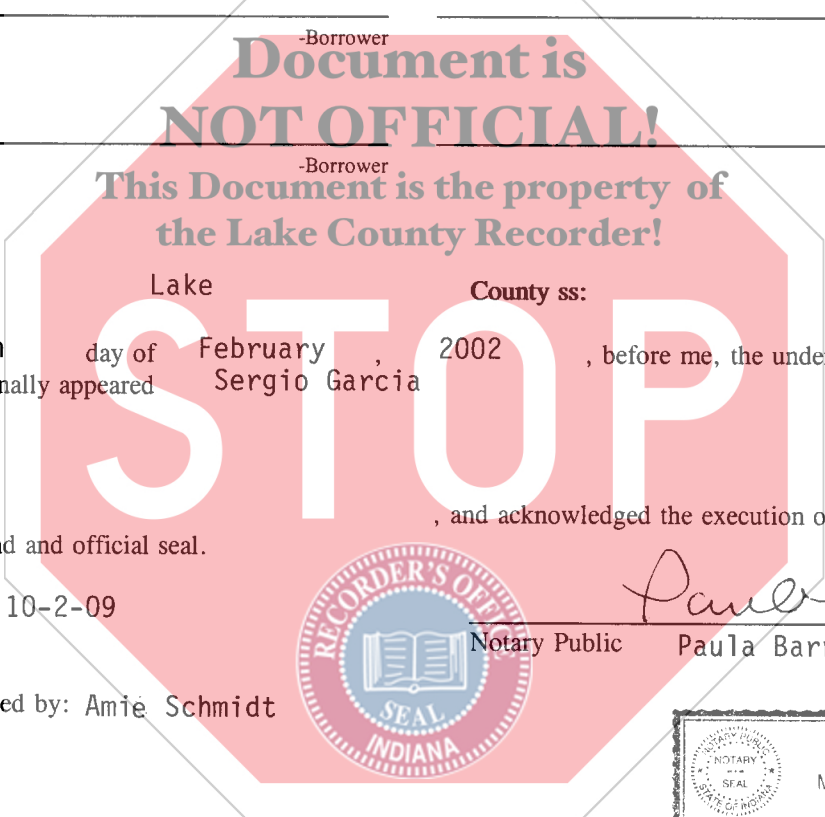 -Borrower
Document is
NOT OFFICIAL!
-Borrower
This Document is the property of
the Lake County Recorder!
Lake County ss:
day of February , 2002 , before me, the unde
nally appeared Sergio Garcia
STOP
, and acknowledged the execution o
d and official seal.
RECORDER'S OFFICE
SEAL
INDIANA
10-2-09
Paul
Notary Public Paula Bar
ed by: Amie Schmidt
NOTARY PUBLIC
NOTARY
SEAL
STATE OF INDIANA